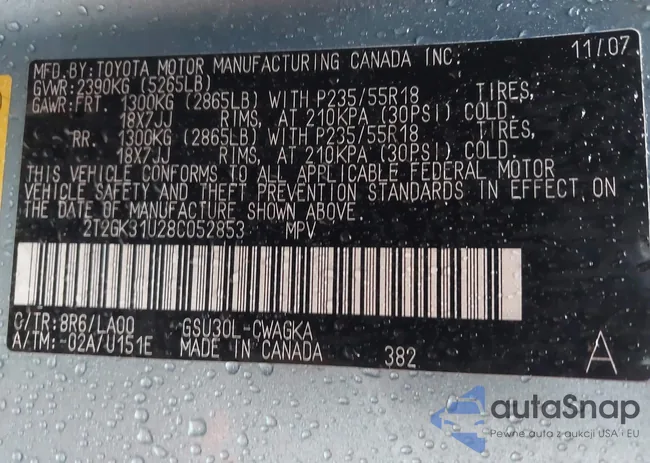 MFD.BY:TOYOTA MOTOR MANUFACTURING CANADA INC: 11/07
GVWR:2390KG (5265LB)
GAWR:FRT. 1300KG (2865LB) WITH P235/55R18 TIRES,
18X7JJ RIMS, AT 210KPA (30PSI) COLD.
RR. 1300KG (2865LB) WITH P235/55R18 TIRES,
18X7JJ RIMS, AT 210KPA (30PSI) COLD.
THIS VEHICLE CONFORMS TO ALL APPLICABLE FEDERAL MOTOR
VEHICLE SAFETY AND THEFT PREVENTION STANDARDS IN EFFECT ON
THE DATE OF MANUFACTURE SHOWN ABOVE
2T2GK31U28C052853 MPV
C/TR:8R6/LA00 GSU30L-CWAGKA
A/TM:-02A/U151E MADE IN CANADA 382 A
autaSnap
Pewne auta z aukcji USA i EU